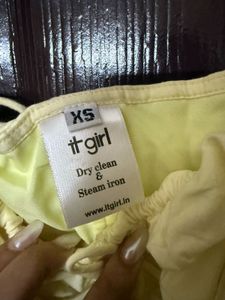 XS
it girl
Dry clean
&
Steam iron
www.itgirl.in